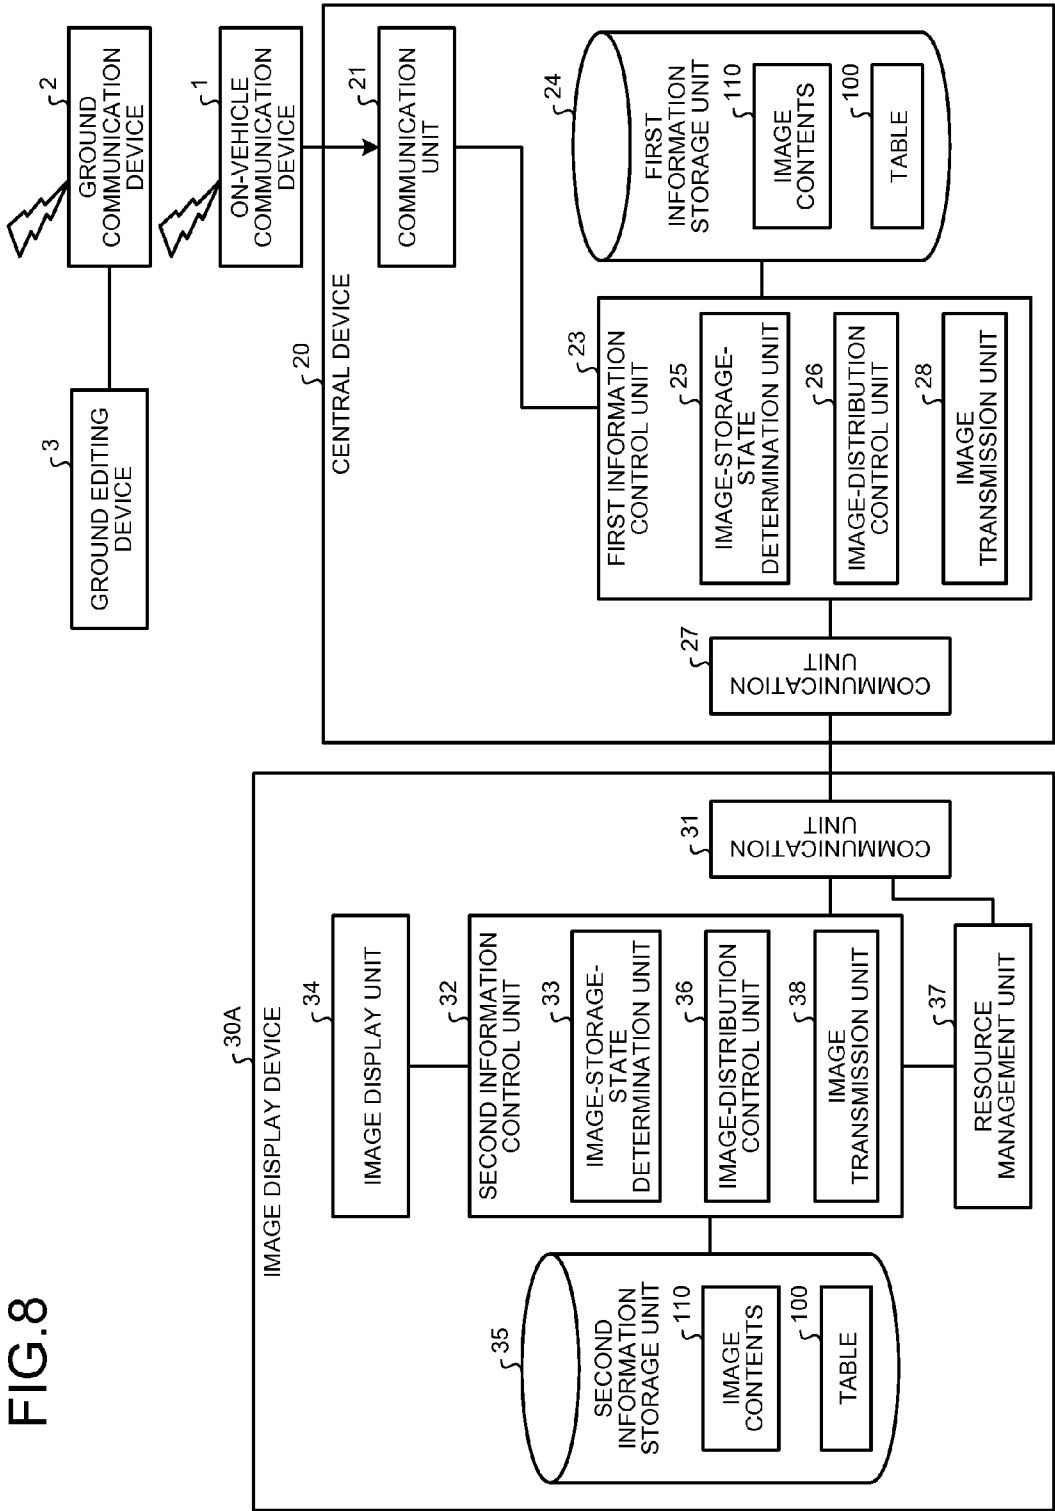 FIG.8
3
GROUND EDITING
DEVICE
2
GROUND
COMMUNICATION
DEVICE
1
ON-VEHICLE
COMMUNICATION
DEVICE
20
CENTRAL DEVICE
21
COMMUNICATION
UNIT
23
FIRST INFORMATION
CONTROL UNIT
25
IMAGE-STORAGE-
STATE
DETERMINATION UNIT
26
IMAGE-DISTRIBUTION
CONTROL UNIT
28
IMAGE
TRANSMISSION UNIT
24
FIRST
INFORMATION
STORAGE UNIT
110
IMAGE
CONTENTS
100
TABLE
27
COMMUNICATION
UNIT
30A
IMAGE DISPLAY DEVICE
31
COMMUNICATION
UNIT
34
IMAGE DISPLAY UNIT
32
SECOND INFORMATION
CONTROL UNIT
33
IMAGE-STORAGE-
STATE
DETERMINATION UNIT
36
IMAGE-DISTRIBUTION
CONTROL UNIT
38
IMAGE
TRANSMISSION UNIT
37
RESOURCE
MANAGEMENT UNIT
35
SECOND
INFORMATION
STORAGE UNIT
110
IMAGE
CONTENTS
100
TABLE